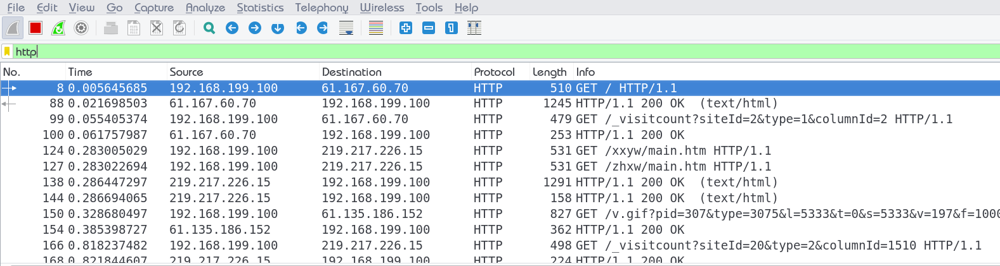 File Edit View Go Capture Analyze Statistics Telephony Wireless Tools Help
http
No. Time Source Destination Protocol Length Info
8 0.005645685 192.168.199.100 61.167.60.70 HTTP 510 GET / HTTP/1.1
88 0.021698503 61.167.60.70 192.168.199.100 HTTP 1245 HTTP/1.1 200 OK (text/html)
99 0.055405374 192.168.199.100 61.167.60.70 HTTP 479 GET /_visitcount?siteId=2&type=1&columnId=2 HTTP/1.1
100 0.061757987 61.167.60.70 192.168.199.100 HTTP 253 HTTP/1.1 200 OK
124 0.283005029 192.168.199.100 219.217.226.15 HTTP 531 GET /xxyw/main.htm HTTP/1.1
127 0.283022694 192.168.199.100 219.217.226.15 HTTP 531 GET /zhxw/main.htm HTTP/1.1
138 0.286447297 219.217.226.15 192.168.199.100 HTTP 1291 HTTP/1.1 200 OK (text/html)
144 0.286694065 219.217.226.15 192.168.199.100 HTTP 158 HTTP/1.1 200 OK (text/html)
150 0.328680497 192.168.199.100 61.135.186.152 HTTP 827 GET /v.gif?pid=307&type=3075&l=5333&t=0&s=5333&v=197&f=1000
154 0.385398727 61.135.186.152 192.168.199.100 HTTP 362 HTTP/1.1 200 OK
166 0.818237482 192.168.199.100 219.217.226.15 HTTP 498 GET /_visitcount?siteId=20&type=2&columnId=1510 HTTP/1.1
168 0.821844607 219.217.226.15 192.168.199.100 HTTP 224 HTTP/1.1 200 OK